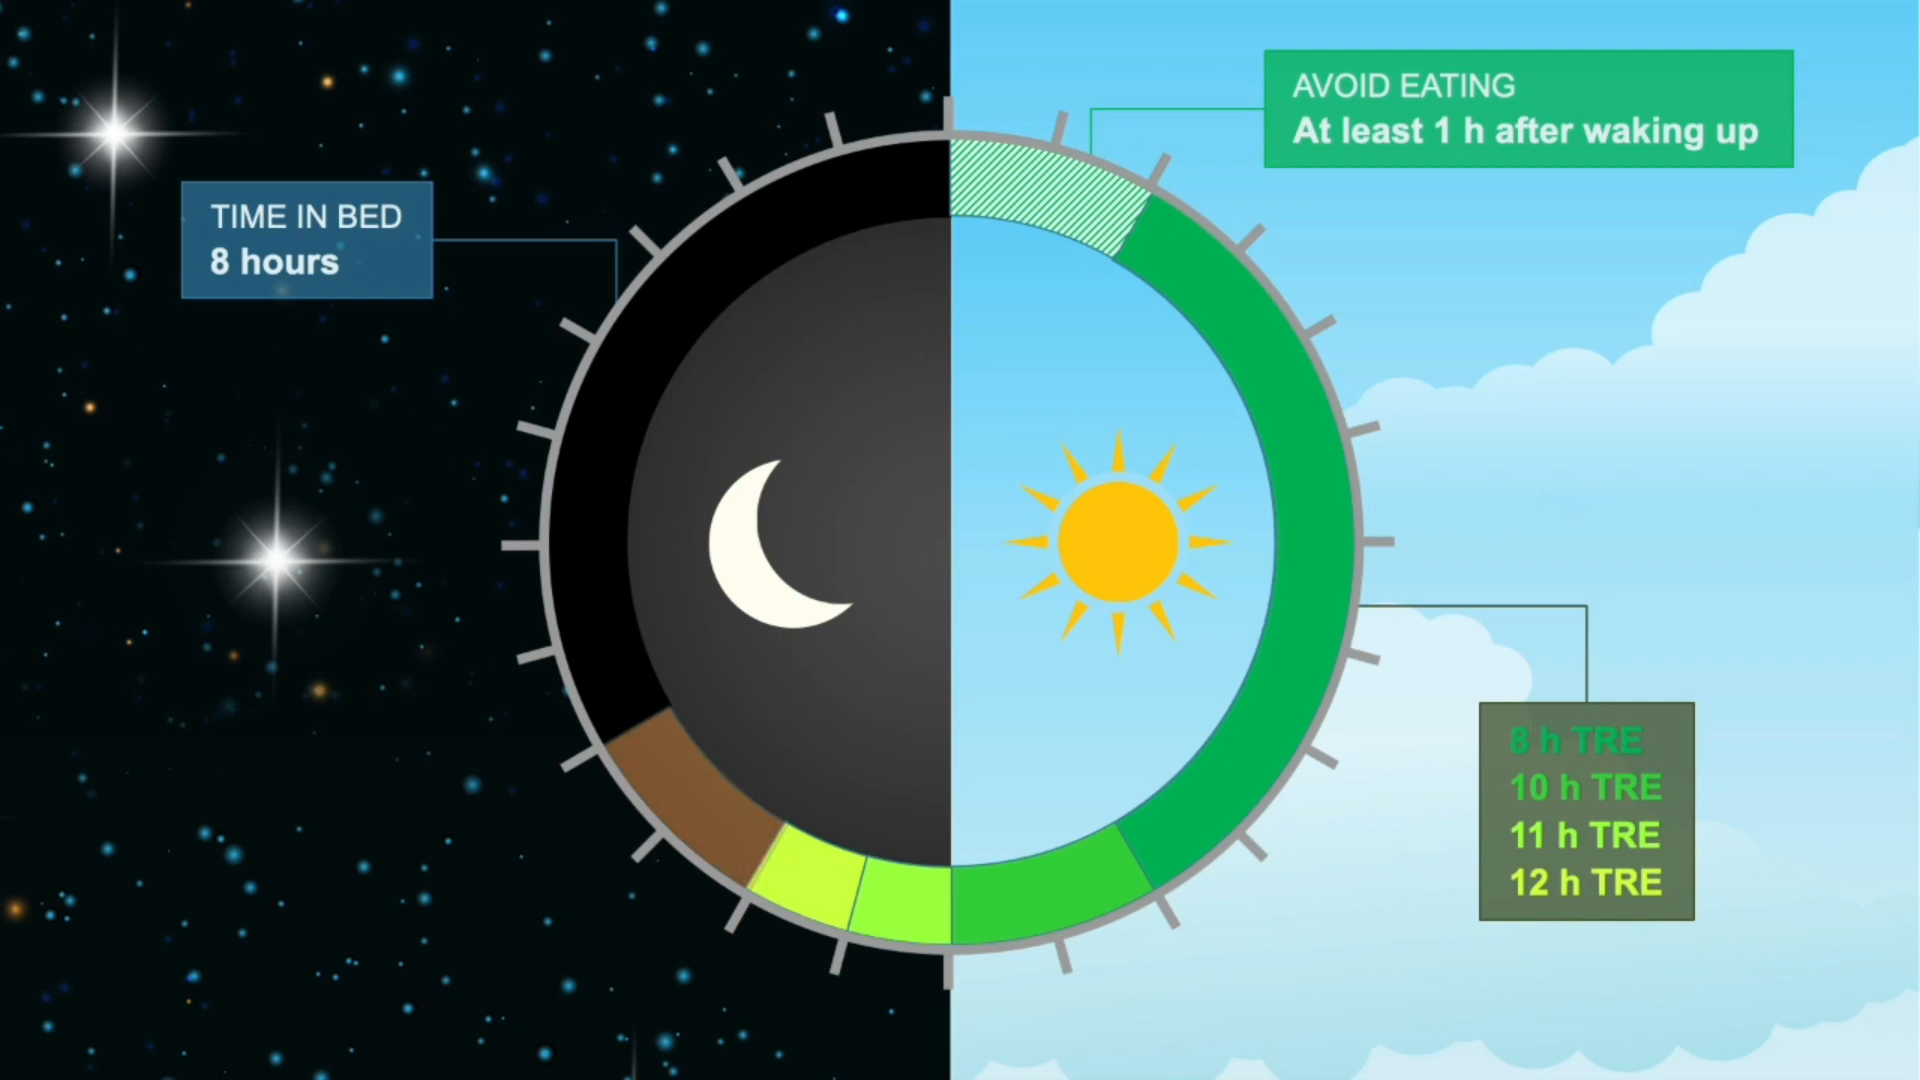 AVOID EATING
At least 1 h after waking up
TIME IN BED
8 hours
8 h TRE
10 h TRE
11 h TRE
12 h TRE